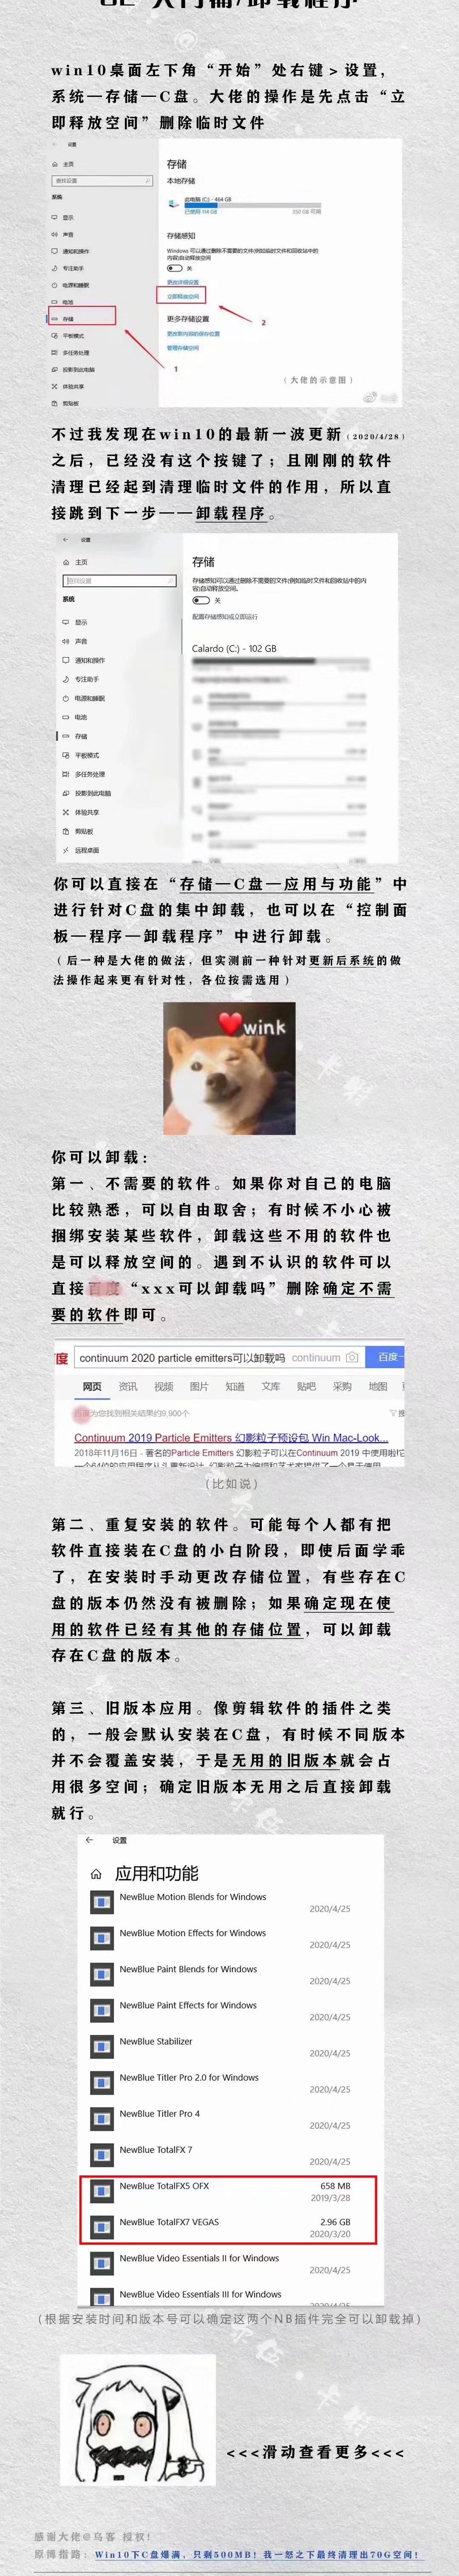 win10桌面左下角“开始”处右键>设置，
系统—存储—C盘。大佬的操作是先点击“立
即释放空间”删除临时文件
← 设置
主页
查找设置
系统
显示
声音
通知和操作
专注助手
电源和睡眠
电池
存储
平板模式
多任务处理
投影到此电脑
体验共享
剪贴板
存储
本地存储
此电脑 (C:) - 464 GB
已使用 114 GB
350 GB 可用
存储感知
Windows 可以通过删除不需要的文件(例如临时文件和回收站中的
内容)自动释放空间
关
更改详细设置
立即释放空间
更多存储设置
更改新内容的保存位置
管理存储空间
1
2
（大佬的示意图）
不过我发现在win10的最新一波更新（2020/4/28）
之后，已经没有这个按键了；且刚刚的软件
清理已经起到清理临时文件的作用，所以直
接跳到下一步——卸载程序。
← 设置
主页
查找设置
系统
显示
声音
通知和操作
专注助手
电源和睡眠
电池
存储
平板模式
多任务处理
投影到此电脑
体验共享
剪贴板
远程桌面
存储
存储感知可以通过删除不需要的文件(例如临时文件和回收站中的内
容)自动释放空间。
关
配置存储感知或立即运行
Calardo (C:) - 102 GB
你可以直接在“存储—C盘—应用与功能”中
进行针对C盘的集中卸载，也可以在“控制面
板—程序—卸载程序”中进行卸载。
（后一种是大佬的做法，但实测前一种针对更新后系统的做
法操作起来更有针对性，各位按需选用）
wink
你可以卸载：
第一、不需要的软件。如果你对自己的电脑
比较熟悉，可以自由取舍；有时候不小心被
捆绑安装某些软件，卸载这些不用的软件也
是可以释放空间的。遇到不认识的软件可以
直接百度“xxx可以卸载吗”删除确定不需
要的软件即可。
度
continuum 2020 particle emitters可以卸载吗 continuum
百度一
网页 资讯 视频 图片 知道 文库 贴吧 采购 地图
为您找到相关结果约9,900个
Continuum 2019 Particle Emitters 幻影粒子预设包 Win Mac-Look...
2018年11月16日 - 著名的Particle Emitters 幻影粒子可以在Continuum 2019 中使用啦!它
（比如说）
第二、重复安装的软件。可能每个人都有把
软件直接装在C盘的小白阶段，即使后面学乖
了，在安装时手动更改存储位置，有些存在C
盘的版本仍然没有被删除；如果确定现在使
用的软件已经有其他的存储位置，可以卸载
存在C盘的版本。
第三、旧版本应用。像剪辑软件的插件之类
的，一般会默认安装在C盘，有时候不同版本
并不会覆盖安装，于是无用的旧版本就会占
用很多空间；确定旧版本无用之后直接卸载
就行。
← 设置
应用和功能
NewBlue Motion Blends for Windows
2020/4/25
NewBlue Motion Effects for Windows
2020/4/25
NewBlue Paint Blends for Windows
2020/4/25
NewBlue Paint Effects for Windows
2020/4/25
NewBlue Stabilizer
2020/4/25
NewBlue Titler Pro 2.0 for Windows
2020/4/25
NewBlue Titler Pro 4
2020/4/25
NewBlue TotalFX 7
2020/4/25
NewBlue TotalFX5 OFX
658 MB
2019/3/28
NewBlue TotalFX7 VEGAS
2.96 GB
2020/3/20
NewBlue Video Essentials II for Windows
2020/4/25
NewBlue Video Essentials III for Windows
（根据安装时间和版本号可以确定这两个NB插件完全可以卸载掉）
<<<滑动查看更多<<<
感谢大佬@乌客 授权！
原博指路：Win10下C盘爆满，只剩500MB！我一怒之下最终清理出70G空间！